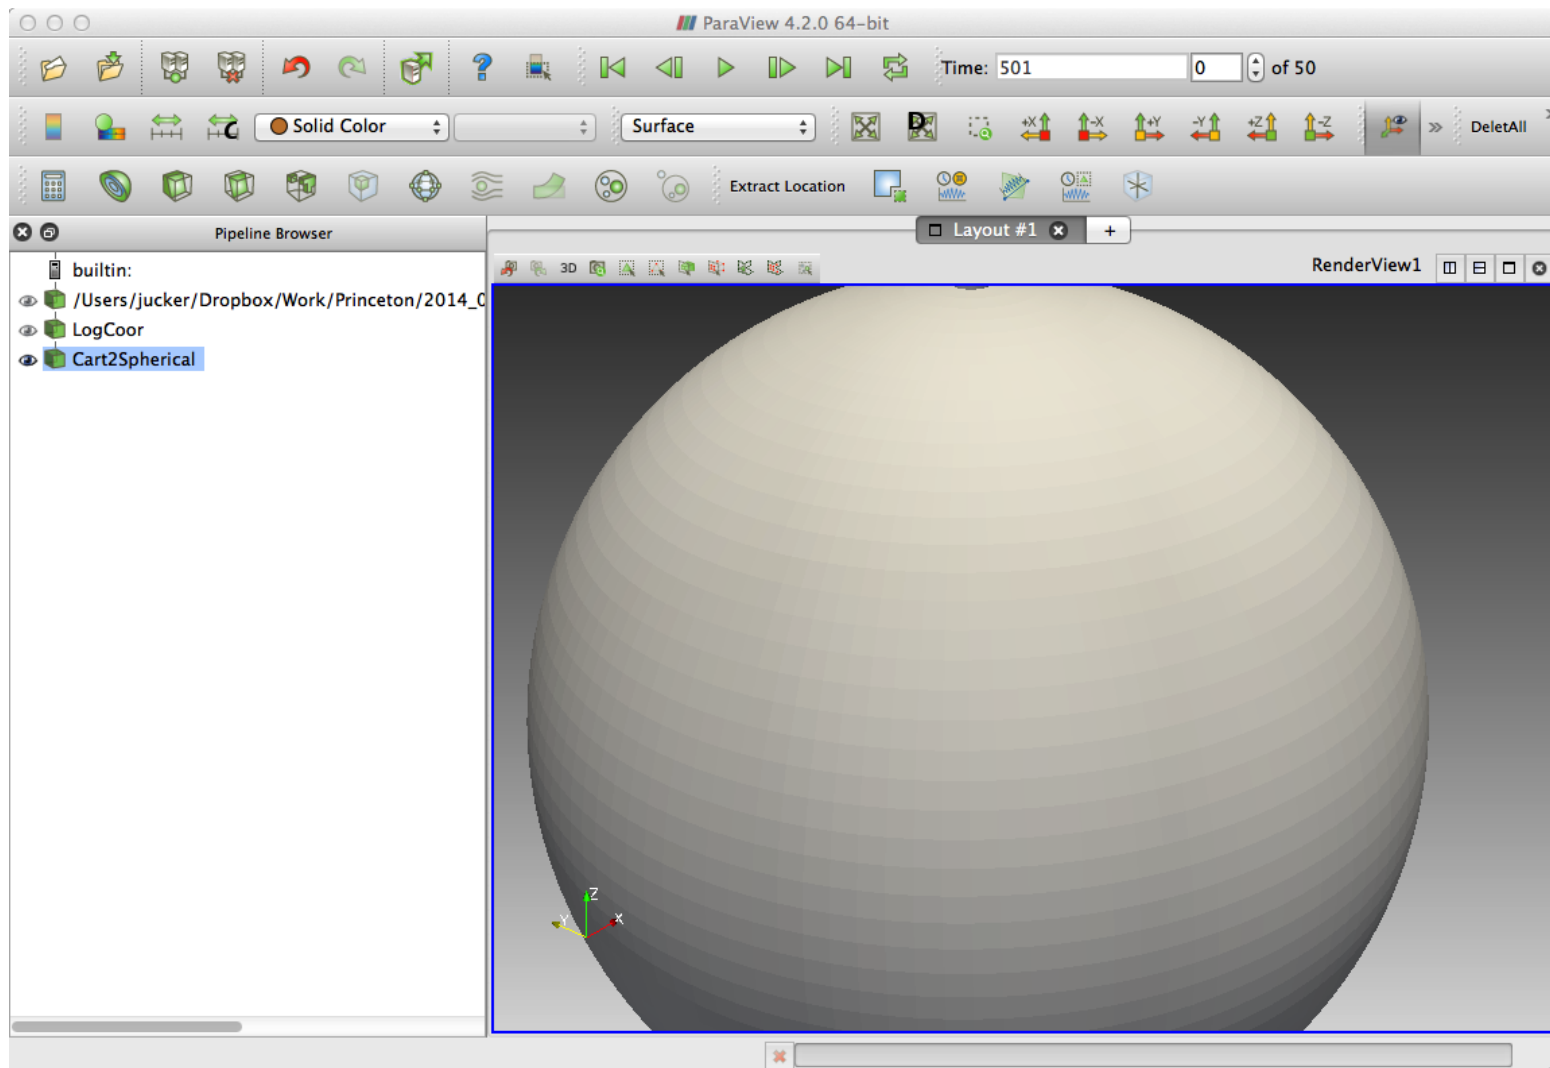 ParaView 4.2.0 64-bit
Time: 501 0 of 50
Solid Color Surface D +X -X +Y -Y +Z -Z » DeletAll
C
Extract Location
Pipeline Browser Layout #1 +
builtin:
/Users/jucker/Dropbox/Work/Princeton/2014_0
LogCoor
Cart2Spherical
3D RenderView1
Z
Y X